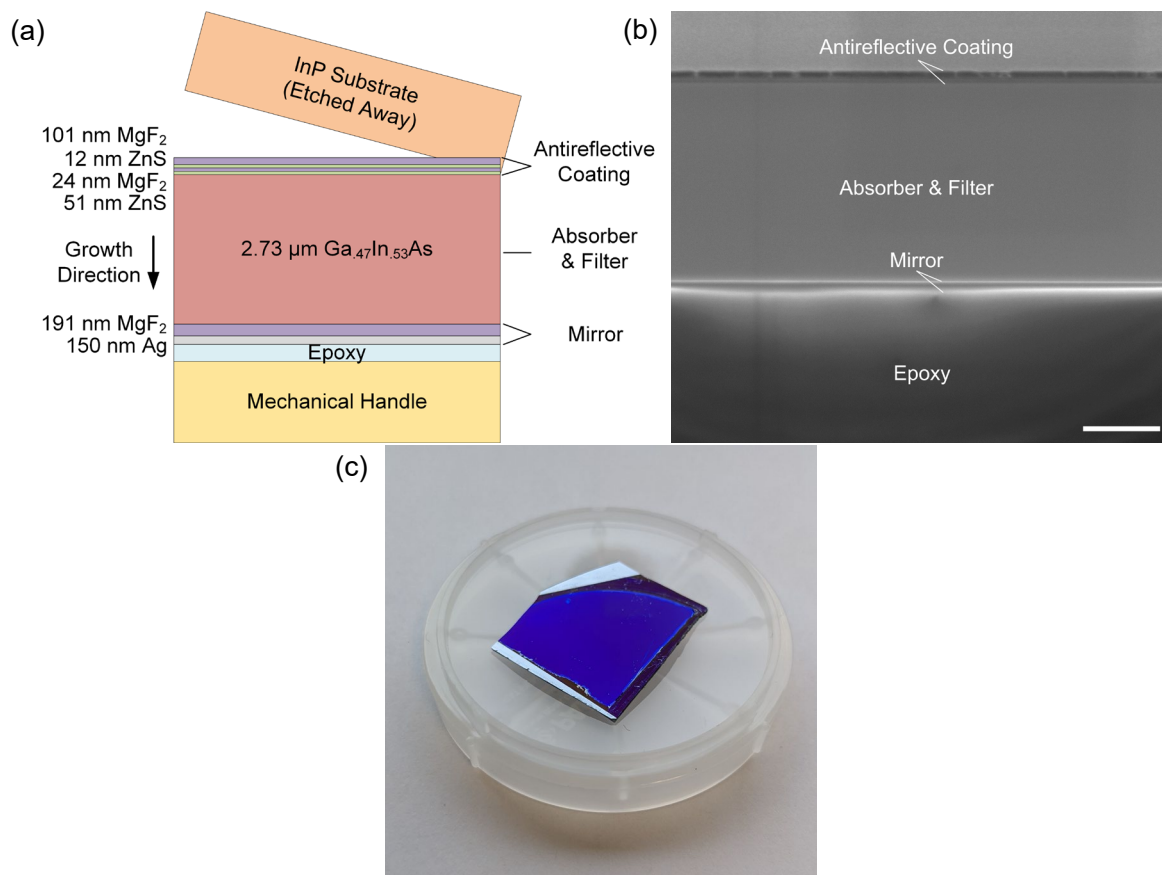 (a)
InP Substrate
(Etched Away)
101 nm MgF₂
12 nm ZnS
24 nm MgF₂
51 nm ZnS
Antireflective
Coating
Growth
Direction
2.73 μm Ga.₄₇In.₅₃As
Absorber
& Filter
191 nm MgF₂
150 nm Ag
Mirror
Epoxy
Mechanical Handle
(b)
Antireflective Coating
Absorber & Filter
Mirror
Epoxy
(c)